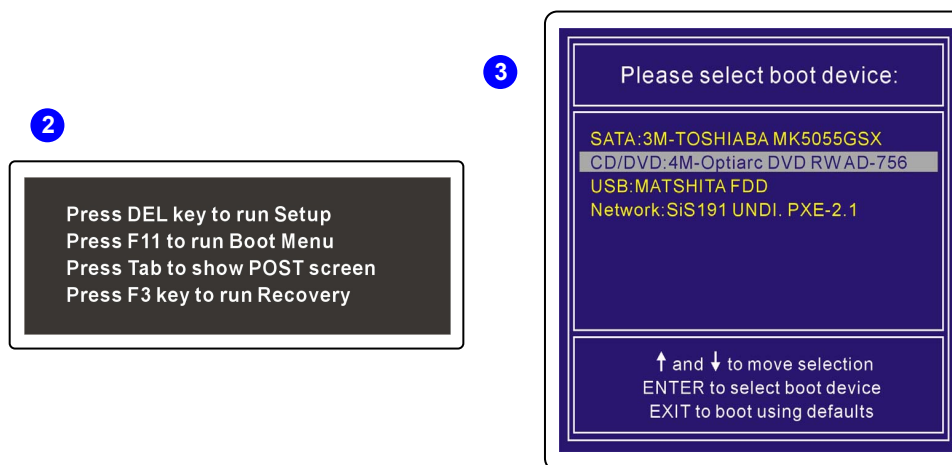 2
Press DEL key to run Setup
Press F11 to run Boot Menu
Press Tab to show POST screen
Press F3 key to run Recovery
3
Please select boot device:
SATA:3M-TOSHIABA MK5055GSX
CD/DVD:4M-Optiarc DVD RW AD-756
USB:MATSHITA FDD
Network:SiS191 UNDI. PXE-2.1
↑ and ↓ to move selection
ENTER to select boot device
EXIT to boot using defaults